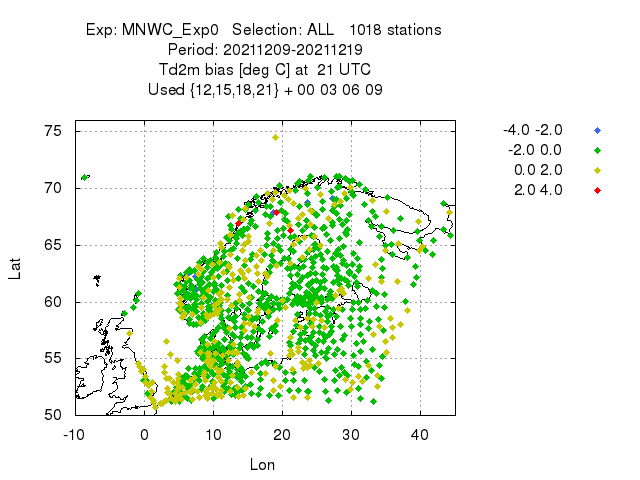 Exp: MNWC_Exp0 Selection: ALL 1018 stations
Period: 20211209-20211219
Td2m bias [deg C] at 21 UTC
Used {12,15,18,21} + 00 03 06 09
-4.0 -2.0
-2.0 0.0
0.0 2.0
2.0 4.0
75
70
65
60
55
50
Lat
-10 0 10 20 30 40
Lon